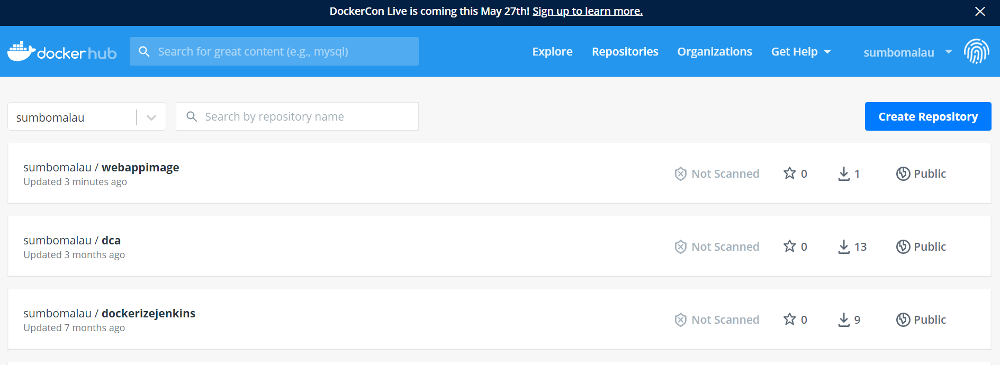 DockerCon Live is coming this May 27th! Sign up to learn more.
dockerhub
Search for great content (e.g., mysql)
Explore
Repositories
Organizations
Get Help
sumbomalau
sumbomalau
Search by repository name
Create Repository
sumbomalau / webappimage
Updated 3 minutes ago
Not Scanned
0
1
Public
sumbomalau / dca
Updated 3 months ago
Not Scanned
0
13
Public
sumbomalau / dockerizejenkins
Updated 7 months ago
Not Scanned
0
9
Public